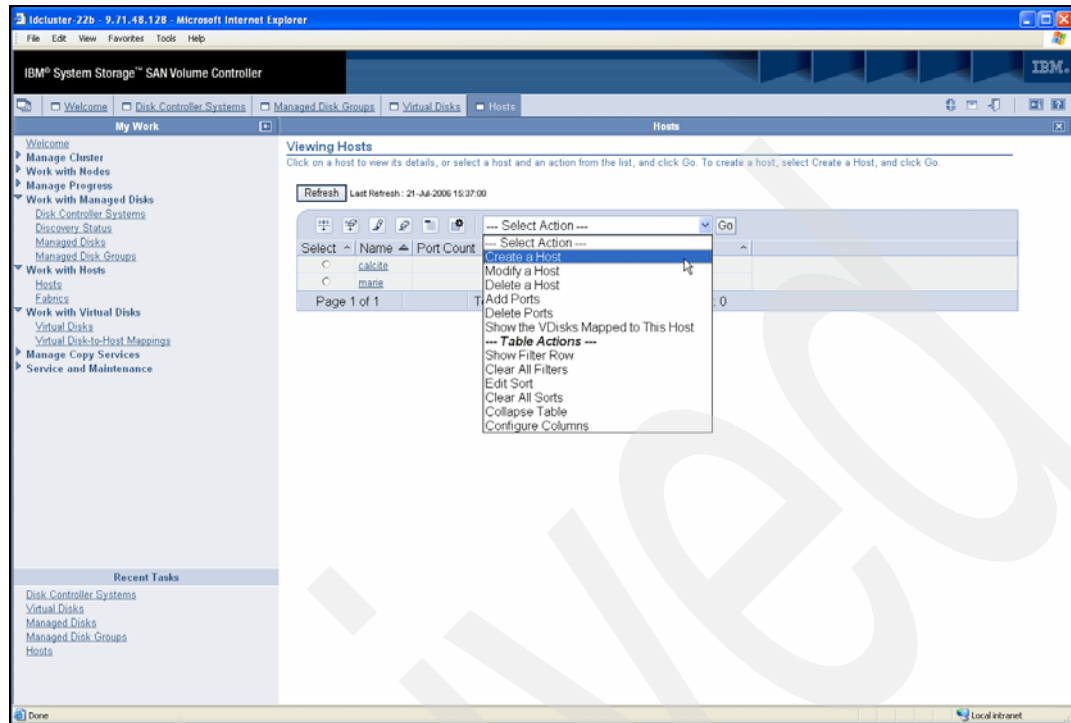 ldcluster-22b - 9.71.48.128 - Microsoft Internet Explorer
File Edit View Favorites Tools Help
IBM® System Storage™ SAN Volume Controller
IBM.
Welcome Disk Controller Systems Managed Disk Groups Virtual Disks Hosts
My Work
Welcome
Manage Cluster
Work with Nodes
Manage Progress
Work with Managed Disks
Disk Controller Systems
Discovery Status
Managed Disks
Managed Disk Groups
Work with Hosts
Hosts
Fabrics
Work with Virtual Disks
Virtual Disks
Virtual Disk-to-Host Mappings
Manage Copy Services
Service and Maintenance
Recent Tasks
Disk Controller Systems
Virtual Disks
Managed Disks
Managed Disk Groups
Hosts
Hosts
Viewing Hosts
Click on a host to view its details, or select a host and an action from the list, and click Go. To create a host, select Create a Host, and click Go.
Refresh Last Refresh : 21-Jul-2006 15:37:00
--- Select Action --- Go
Select Name Port Count
calcite
marie
Page 1 of 1 : 0
--- Select Action ---
Create a Host
Modify a Host
Delete a Host
Add Ports
Delete Ports
Show the VDisks Mapped to This Host
--- Table Actions ---
Show Filter Row
Clear All Filters
Edit Sort
Clear All Sorts
Collapse Table
Configure Columns
Done
Local intranet